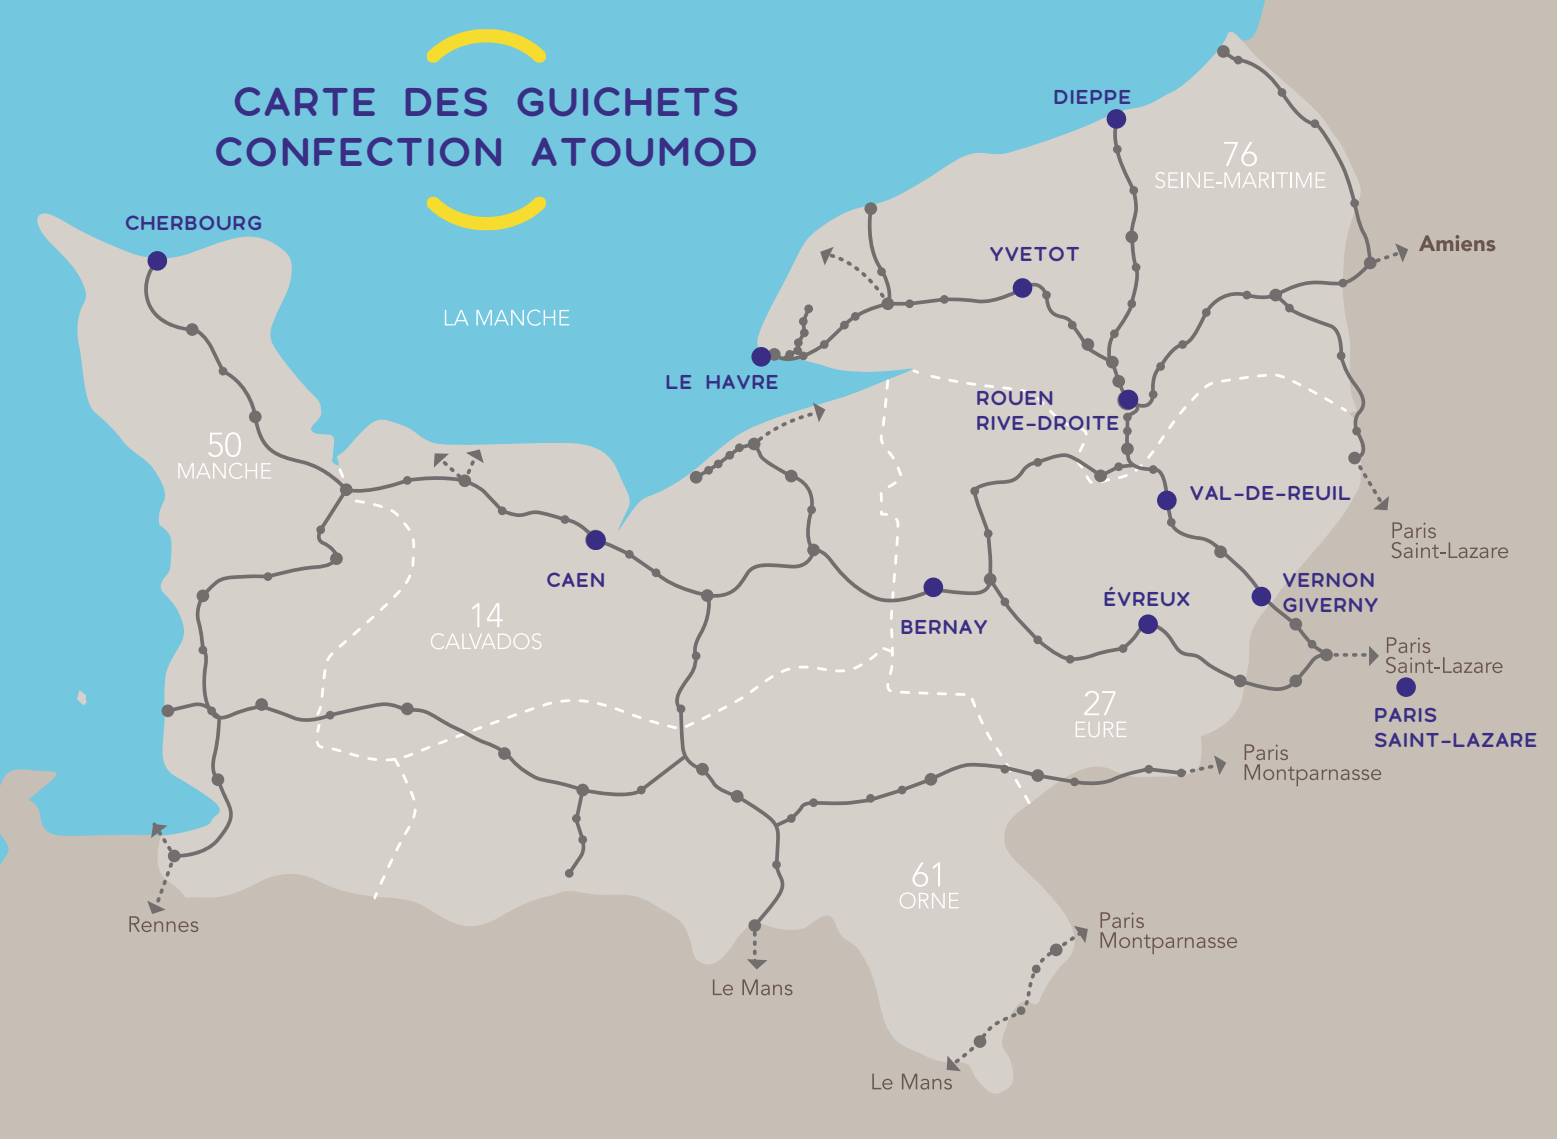 CARTE DES GUICHETS
CONFECTION ATOUMOD
DIEPPE
76
SEINE-MARITIME
CHERBOURG
Amiens
YVETOT
LA MANCHE
LE HAVRE
ROUEN
RIVE-DROITE
50
MANCHE
VAL-DE-REUIL
Paris
Saint-Lazare
CAEN
VERNON
GIVERNY
ÉVREUX
14
CALVADOS
BERNAY
Paris
Saint-Lazare
27
EURE
PARIS
SAINT-LAZARE
Paris
Montparnasse
61
ORNE
Rennes
Paris
Montparnasse
Le Mans
Le Mans